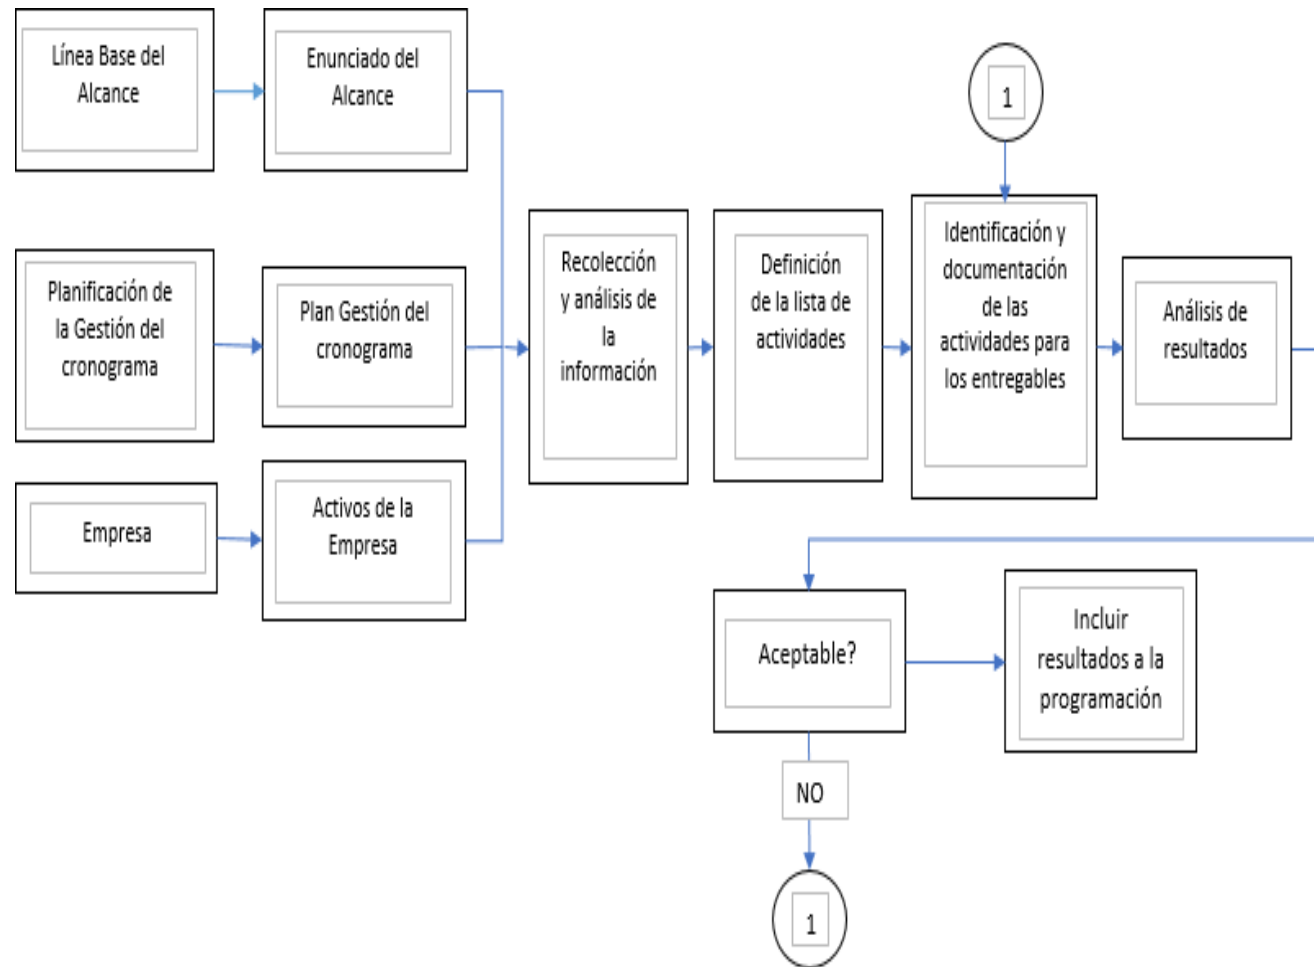 Línea Base del
Alcance
Enunciado del
Alcance
1
Planificación de
la Gestión del
cronograma
Plan Gestión del
cronograma
Recolección
y análisis de
la
información
Definición
de la lista de
actividades
Identificación y
documentación
de las
actividades para
los entregables
Análisis de
resultados
Empresa
Activos de la
Empresa
Aceptable?
Incluir
resultados a la
programación
NO
1